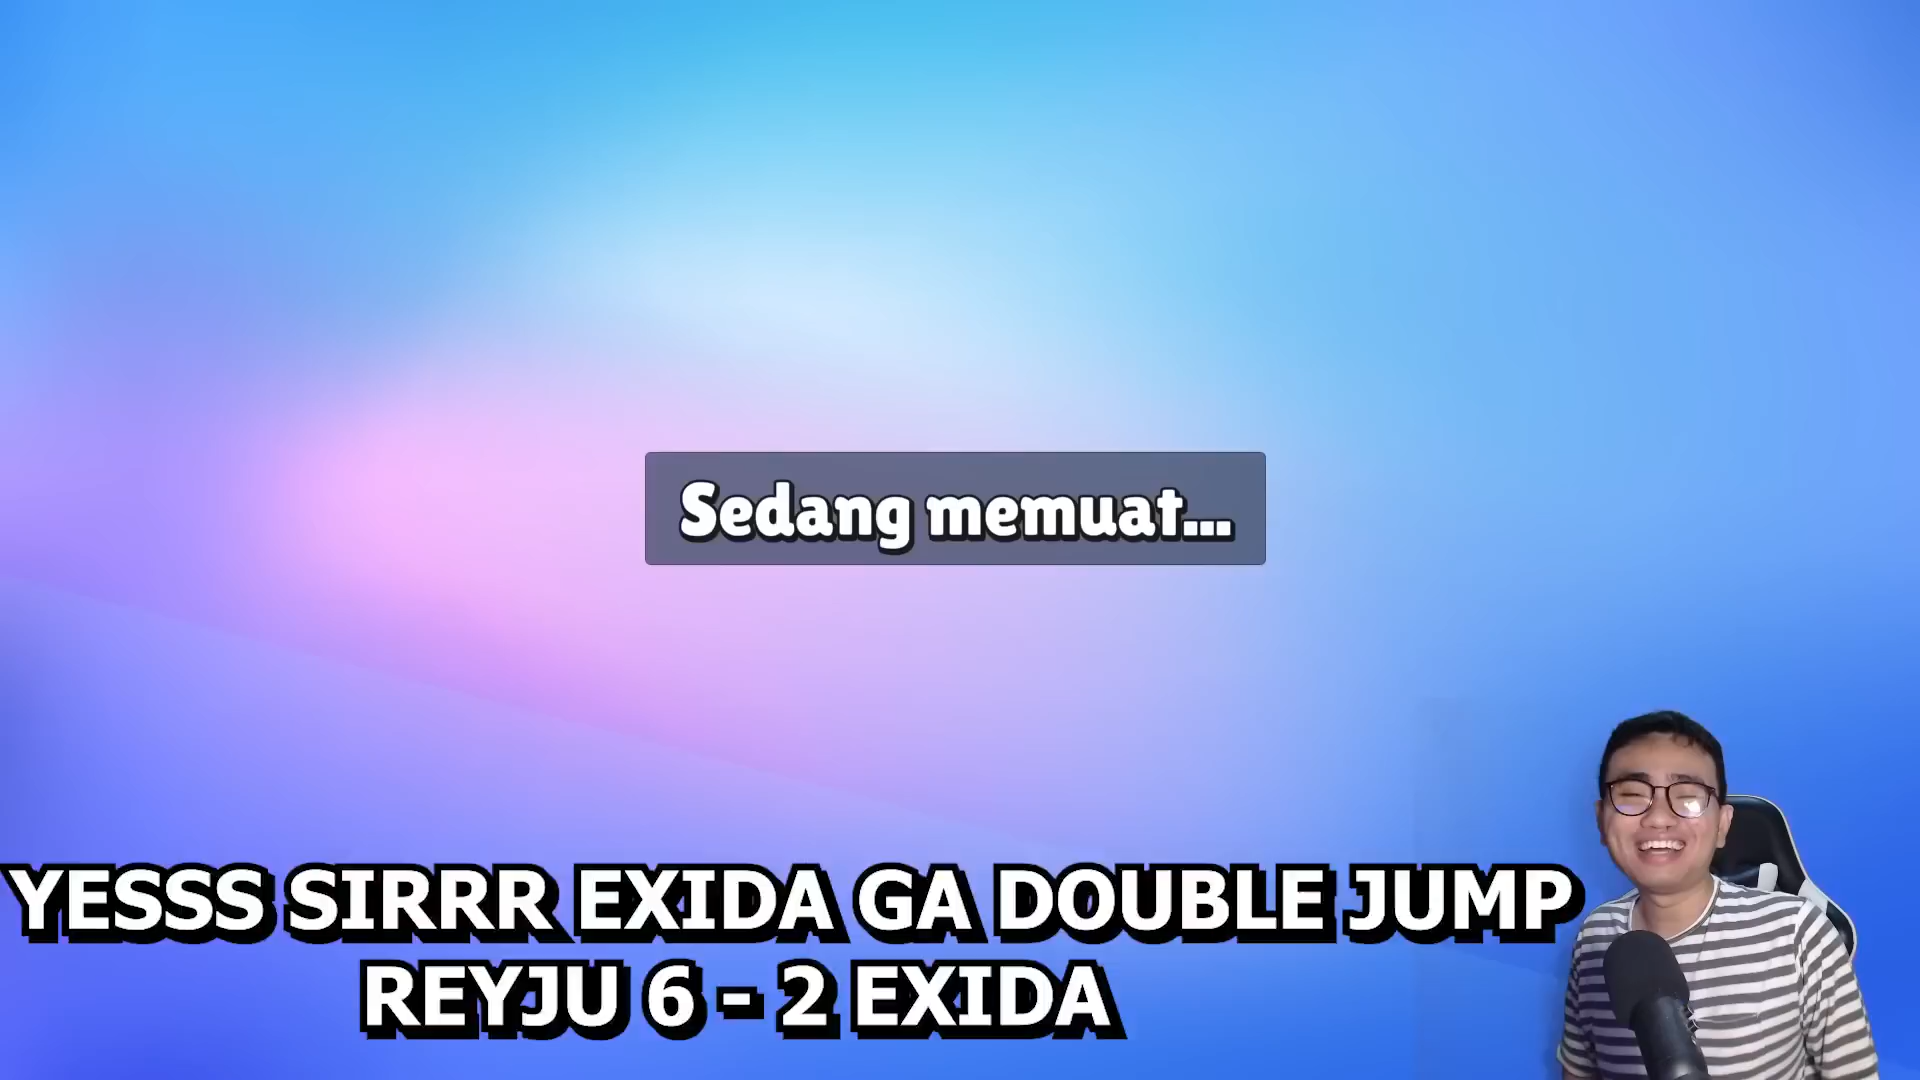 Sedang memuat...
YESSS SIRRR EXIDA GA DOUBLE JUMP
REYJU 6 - 2 EXIDA